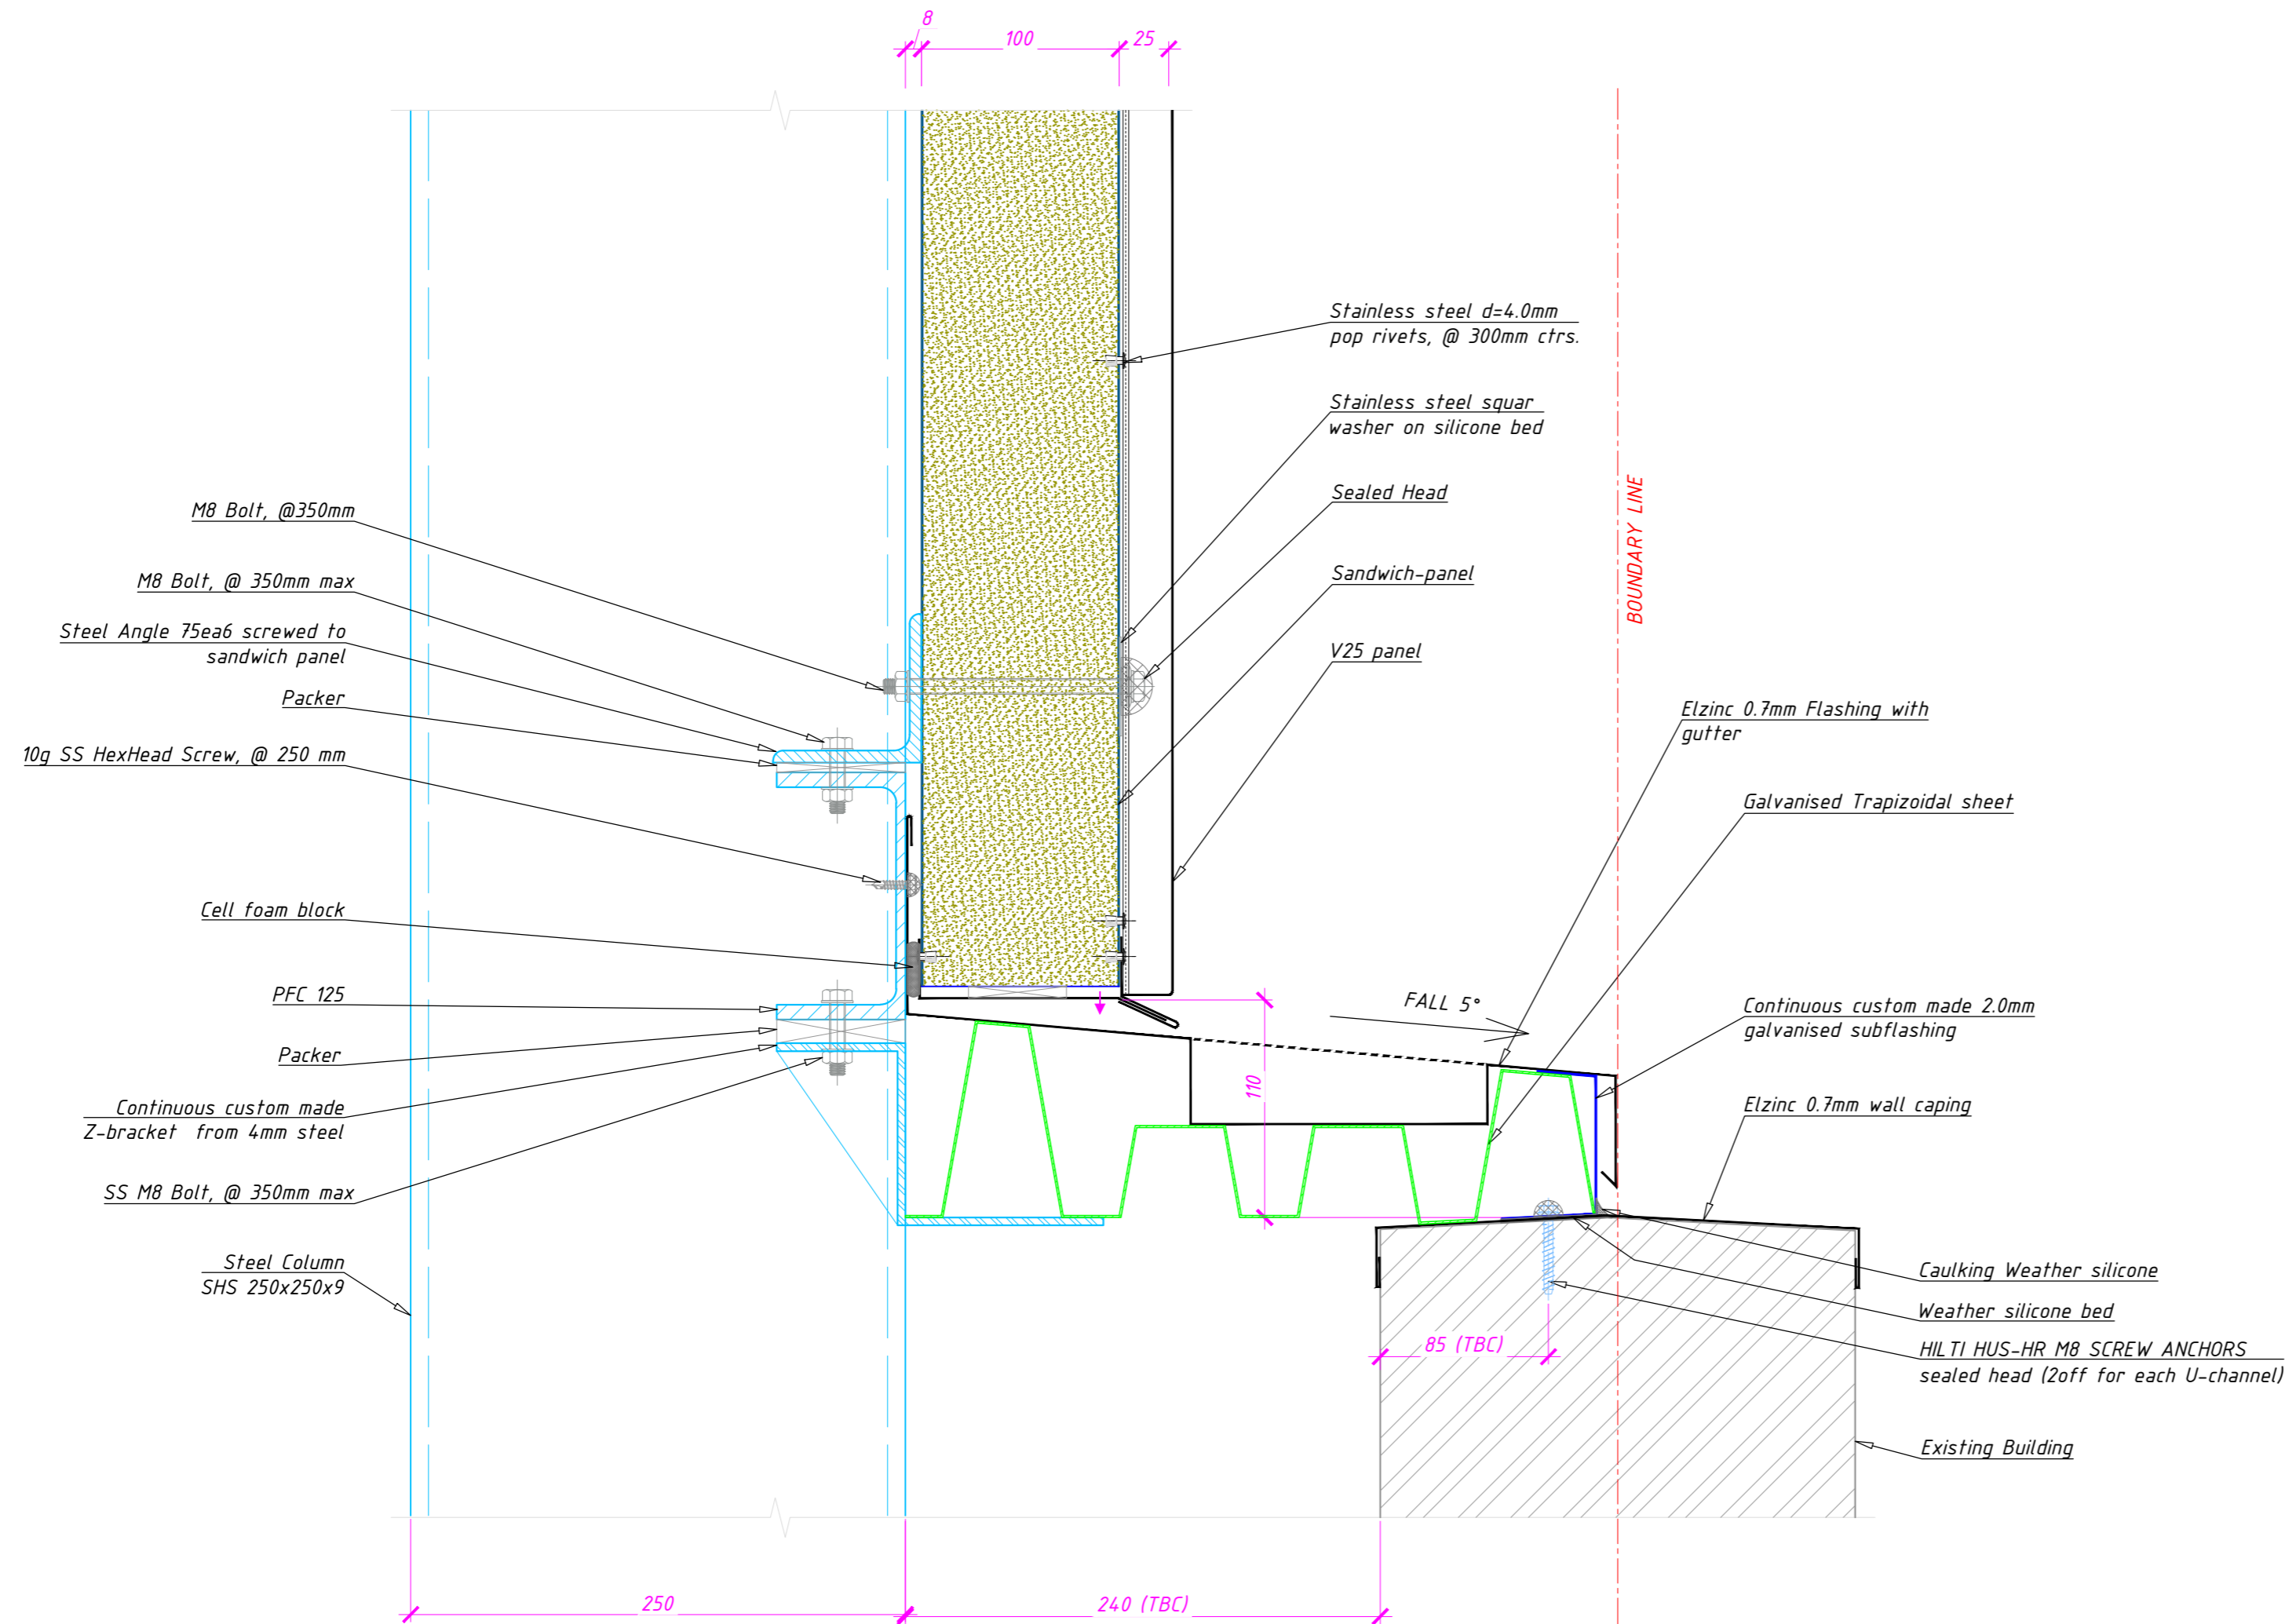 8
100
25
Stainless steel d=4.0mm
pop rivets, @ 300mm ctrs.
Stainless steel squar
washer on silicone bed
Sealed Head
Sandwich-panel
V25 panel
BOUNDARY LINE
M8 Bolt, @350mm
M8 Bolt, @ 350mm max
Steel Angle 75ea6 screwed to
sandwich panel
Packer
10g SS HexHead Screw, @ 250 mm
Cell foam block
PFC 125
Packer
Continuous custom made
Z-bracket from 4mm steel
SS M8 Bolt, @ 350mm max
Steel Column
SHS 250x250x9
Elzinc 0.7mm Flashing with
gutter
Galvanised Trapizoidal sheet
FALL 5°
Continuous custom made 2.0mm
galvanised subflashing
110
Elzinc 0.7mm wall caping
Caulking Weather silicone
Weather silicone bed
85 (TBC)
HILTI HUS-HR M8 SCREW ANCHORS
sealed head (2off for each U-channel)
Existing Building
250
240 (TBC)